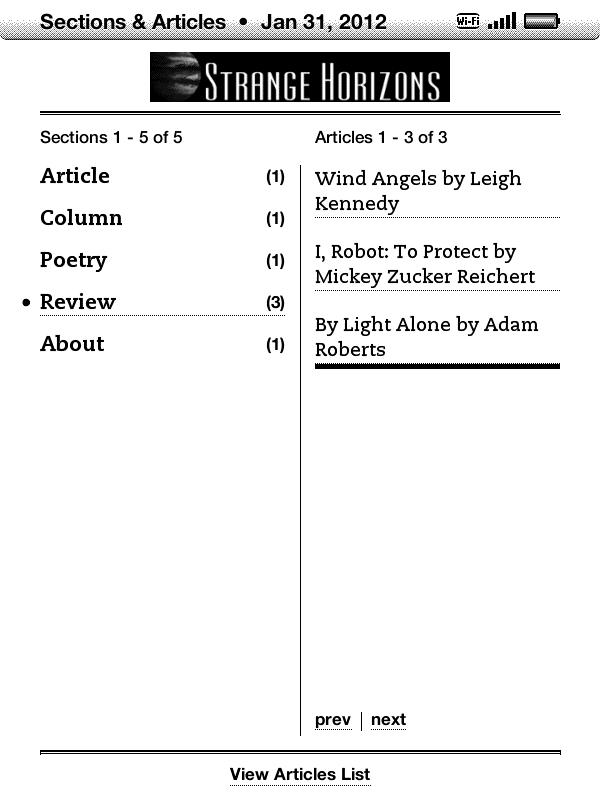 Sections & Articles • Jan 31, 2012
Wi-Fi
STRANGE HORIZONS
Sections 1 - 5 of 5
Article (1)
Column (1)
Poetry (1)
• Review (3)
About (1)
Articles 1 - 3 of 3
Wind Angels by Leigh
Kennedy
I, Robot: To Protect by
Mickey Zucker Reichert
By Light Alone by Adam
Roberts
prev | next
View Articles List